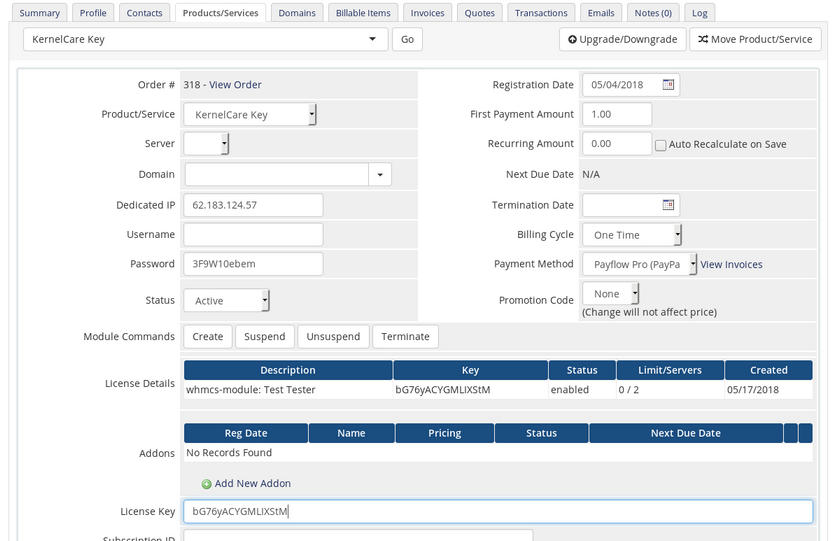 Summary Profile Contacts Products/Services Domains Billable Items Invoices Quotes Transactions Emails Notes (0) Log
KernelCare Key Go Upgrade/Downgrade Move Product/Service
Order # 318 - View Order Registration Date 05/04/2018
Product/Service KernelCare Key First Payment Amount 1.00
Server Recurring Amount 0.00 Auto Recalculate on Save
Domain Next Due Date N/A
Dedicated IP 62.183.124.57 Termination Date
Username Billing Cycle One Time
Password 3F9W10ebem Payment Method Payflow Pro (PayPa View Invoices
Status Active Promotion Code None
(Change will not affect price)
Module Commands Create Suspend Unsuspend Terminate
Description Key Status Limit/Servers Created
License Details whmcs-module: Test Tester bG76yACYGMLIXStM enabled 0 / 2 05/17/2018
Reg Date Name Pricing Status Next Due Date
Addons No Records Found
Add New Addon
License Key bG76yACYGMLIXStM
Subscription ID